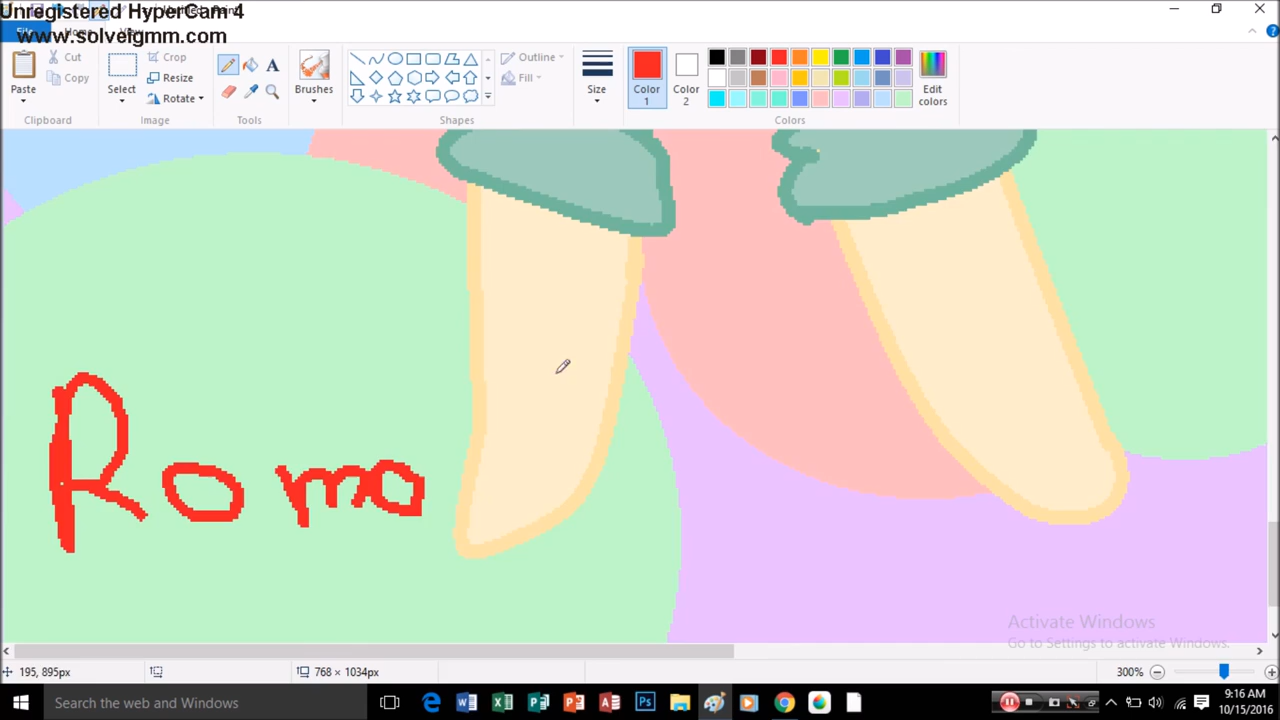 Unregistered HyperCam 4
www.solveigmm.com
Paste
Cut
Copy
Clipboard
Select
Crop
Resize
Rotate
Image
Tools
Brushes
Outline
Fill
Shapes
Size
Color 1
Color 2
Edit colors
Colors
Roma
Activate Windows
Go to Settings to activate Windows.
195, 895px
768 × 1034px
300%
Search the web and Windows
9:16 AM
10/15/2016